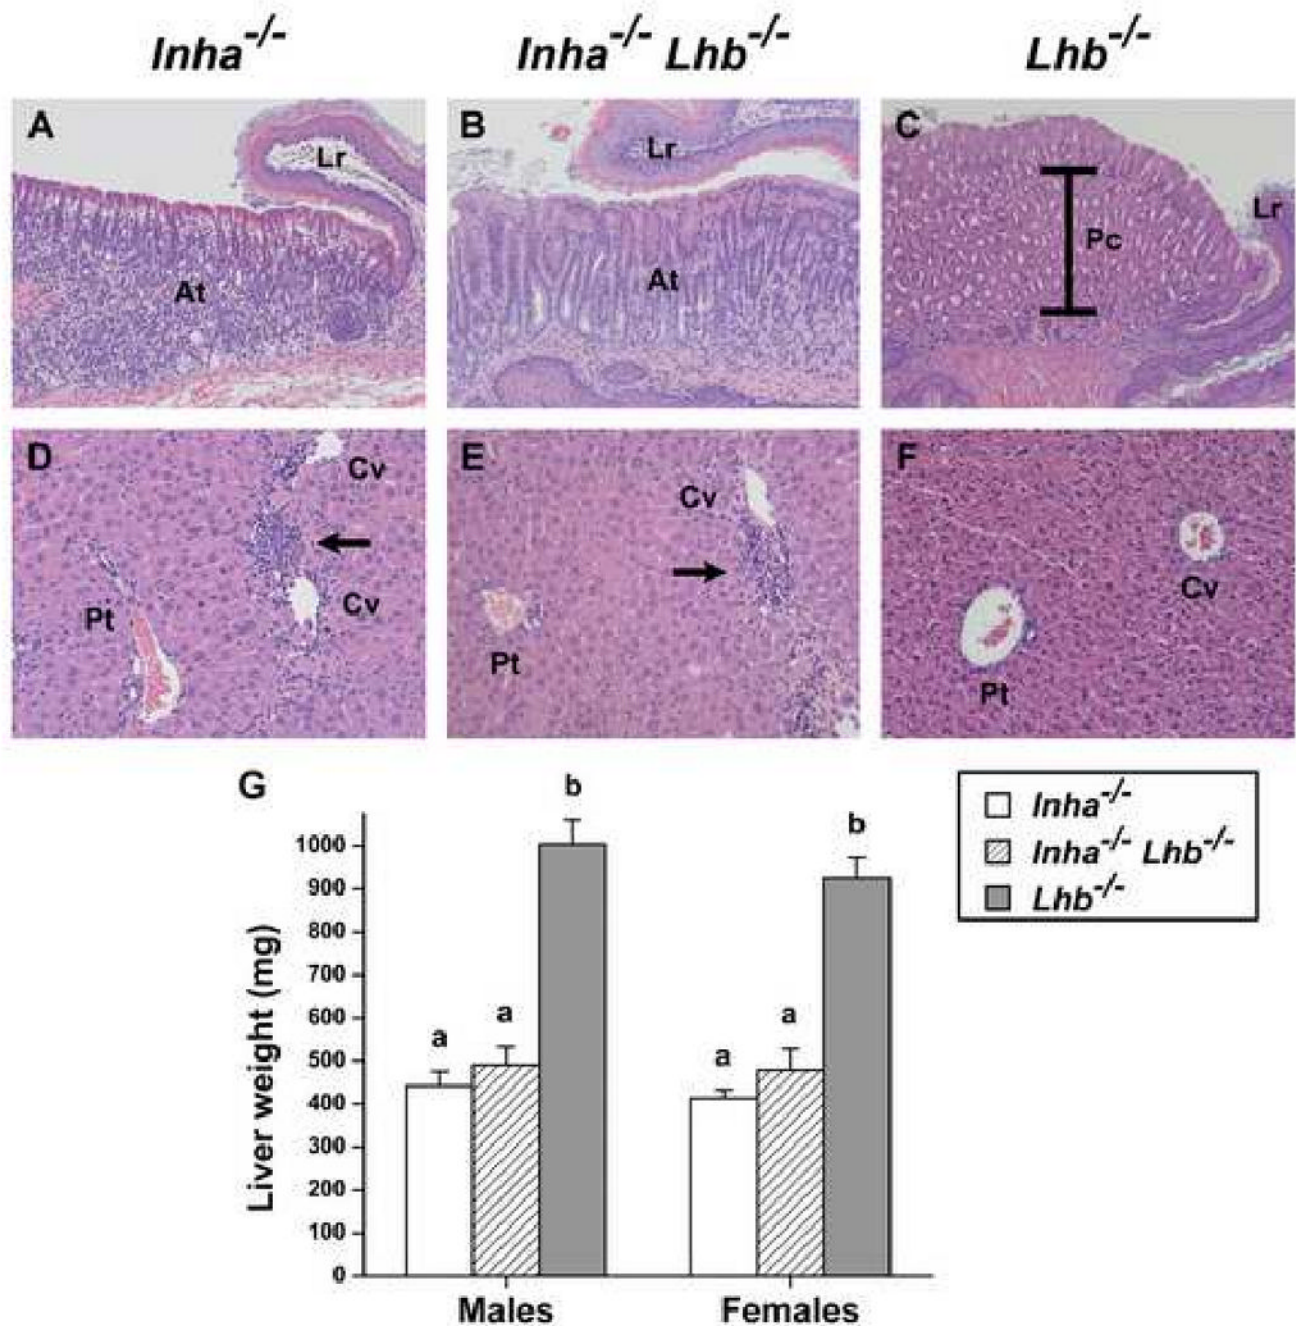 Inha-/-
Inha-/- Lhb-/-
Lhb-/-
A
Lr
At
B
Lr
At
C
Pc
Lr
D
Cv
Cv
Pt
E
Cv
Pt
F
Cv
Pt
G
Liver weight (mg)
1000
900
800
700
600
500
400
300
200
100
0
a
a
b
a
a
b
Males
Females
Inha-/-
Inha-/- Lhb-/-
Lhb-/-